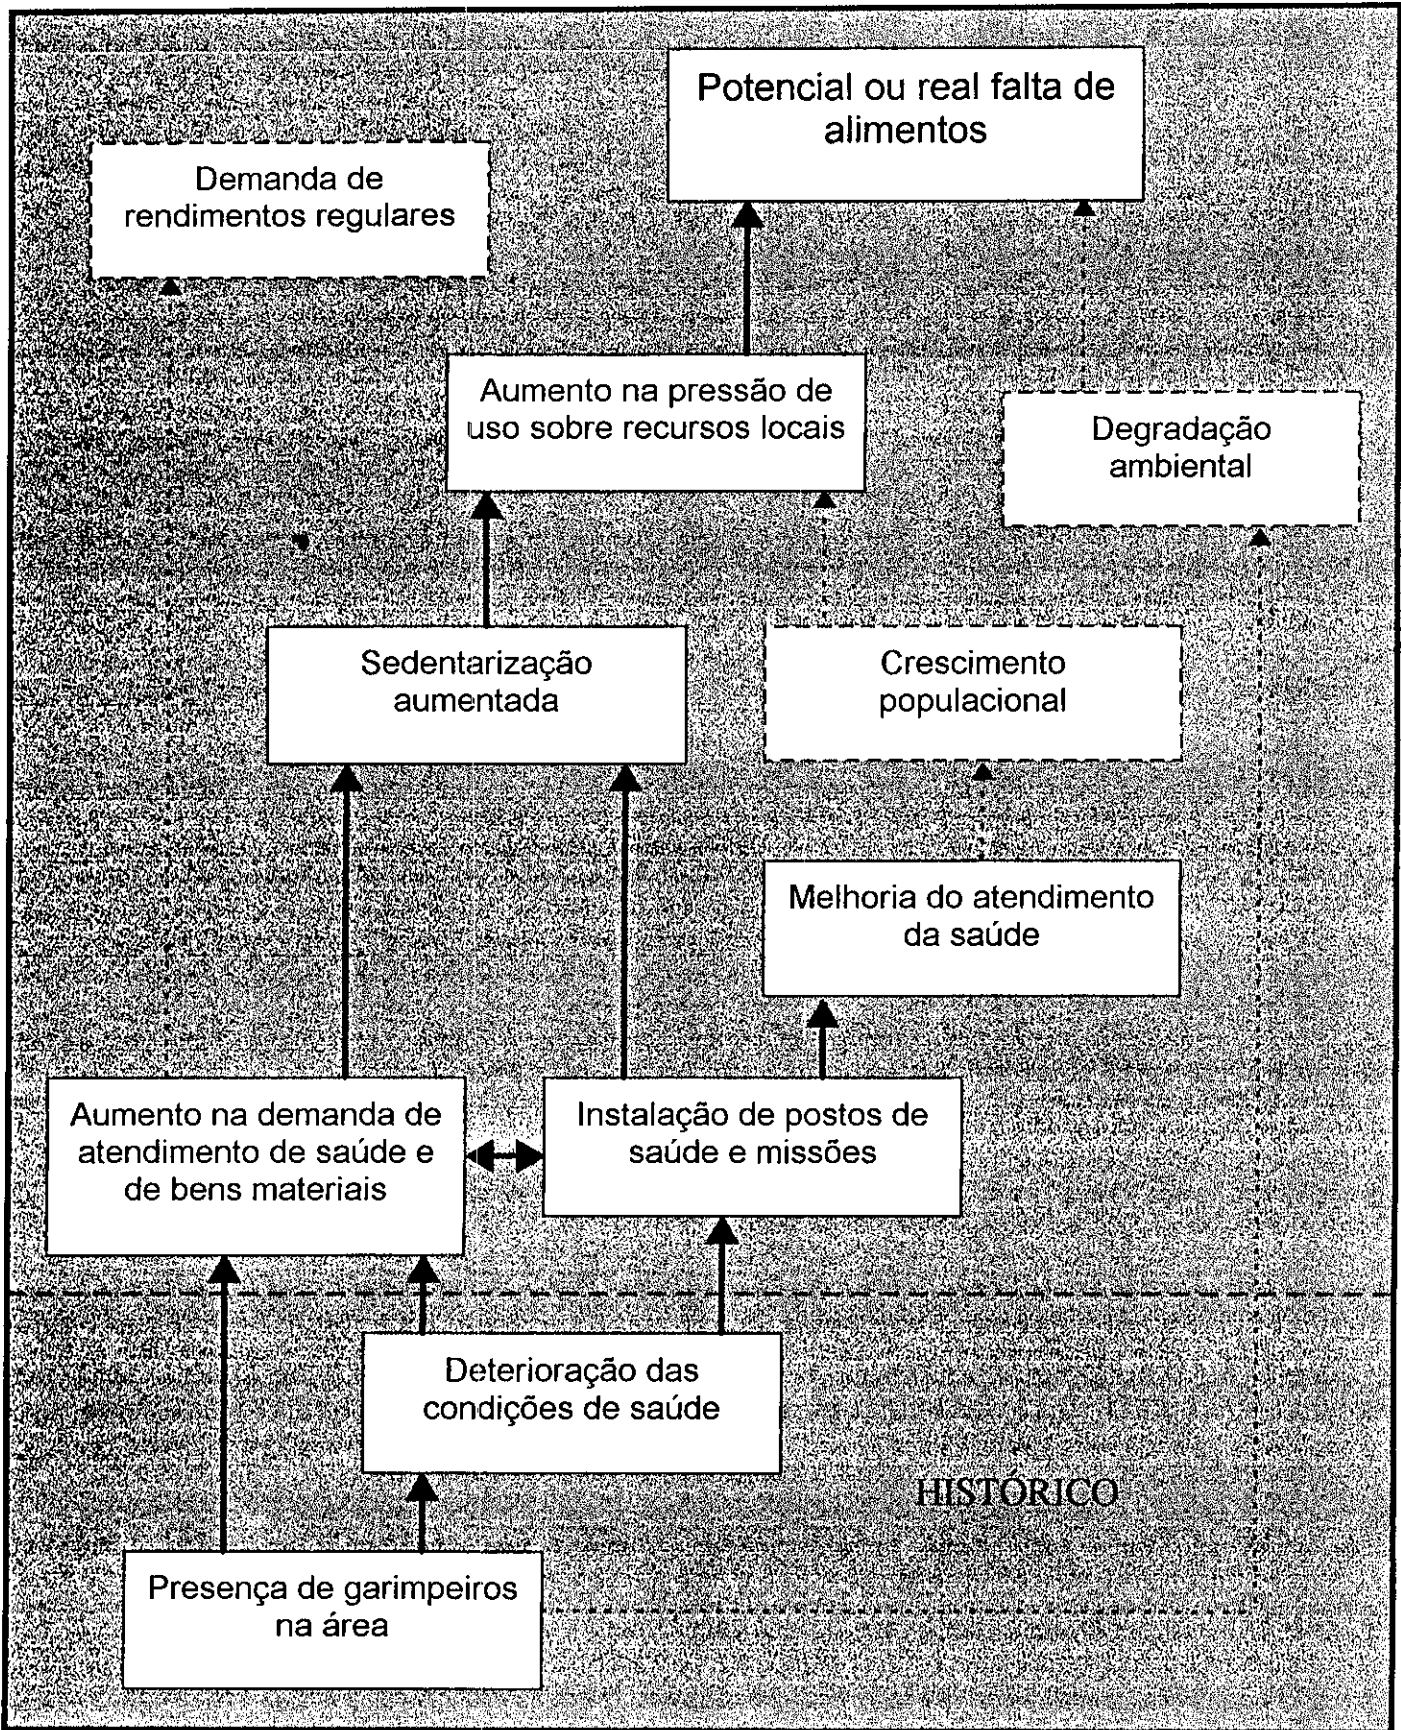 Potencial ou real falta de
alimentos
Demanda de
rendimentos regulares
Aumento na pressão de
uso sobre recursos locais
Degradação
ambiental
Sedentarização
aumentada
Crescimento
populacional
Melhoria do atendimento
da saúde
Aumento na demanda de
atendimento de saúde e
de bens materiais
Instalação de postos de
saúde e missões
Deterioração das
condições de saúde
HISTÓRICO
Presença de garimpeiros
na área